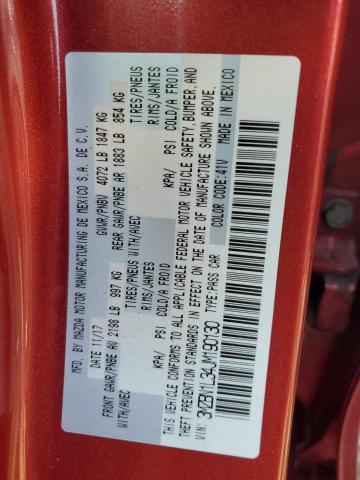 MFD. BY MAZDA MOTOR MANUFACTURING DE MEXICO S.A. DE C.V.
DATE 11/17 GVWR/PNBV 4072 LB 1847 KG
FRONT GAWR/PNBE AV 2198 LB 997 KG REAR GAWR/PNBE AR 1883 LB 854 KG
WITH/AVEC TIRES/PNEUS WITH/AVEC TIRES/PNEUS
RIMS/JANTES RIMS/JANTES
KPA/ PSI COLD/A FROID KPA/ PSI COLD/A FROID
THIS VEHICLE CONFORMS TO ALL APPLICABLE FEDERAL MOTOR VEHICLE SAFETY, BUMPER, AND
THEFT PREVENTION STANDARDS IN EFFECT ON THE DATE OF MANUFACTURE SHOWN ABOVE.
VIN: 3MZBN1L34JM190130 TYPE:PASS CAR COLOR CODE:41V MADE IN MEXICO